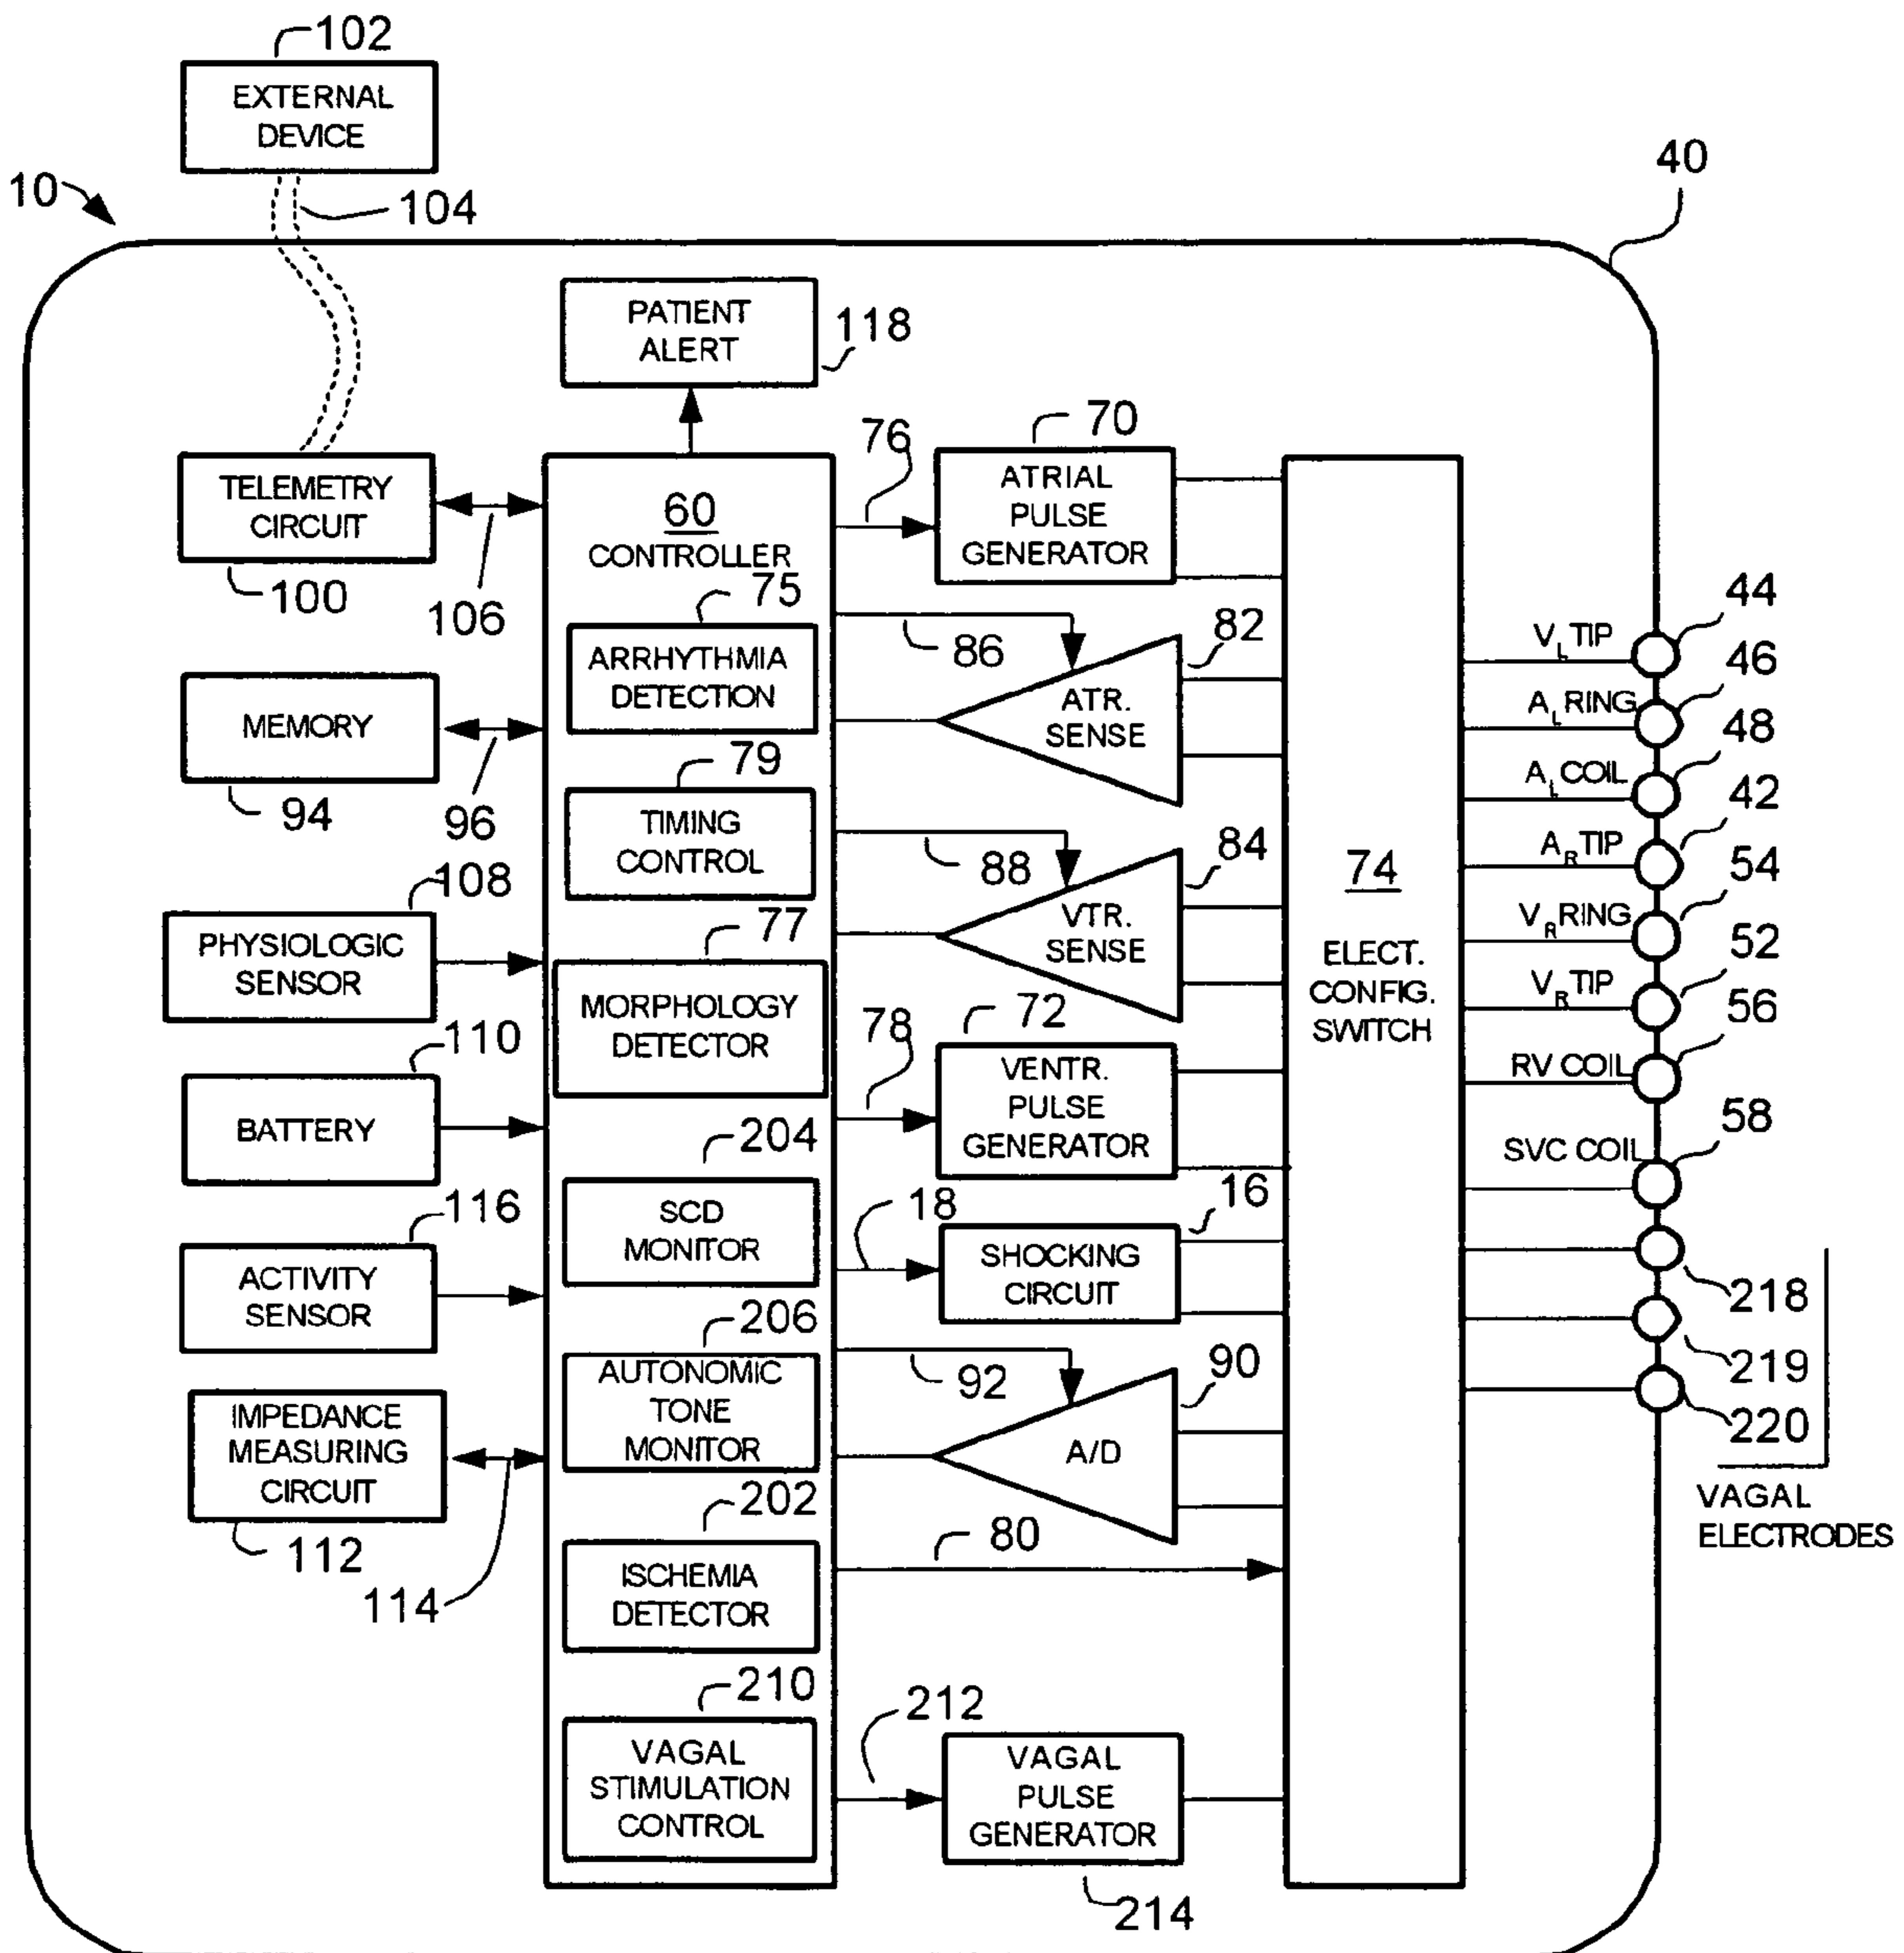 102
EXTERNAL
DEVICE
10
104
40
PATIENT
ALERT
118
TELEMETRY
CIRCUIT
100
106
60
CONTROLLER
76
70
ATRIAL
PULSE
GENERATOR
75
ARRHYTHMIA
DETECTION
86
82
ATR.
SENSE
MEMORY
94
96
79
TIMING
CONTROL
88
84
VTR.
SENSE
74
ELECT.
CONFIG.
SWITCH
108
PHYSIOLOGIC
SENSOR
77
MORPHOLOGY
DETECTOR
78
72
VENTR.
PULSE
GENERATOR
110
BATTERY
204
SCD
MONITOR
18
16
SHOCKING
CIRCUIT
116
ACTIVITY
SENSOR
206
AUTONOMIC
TONE
MONITOR
92
90
A/D
IMPEDANCE
MEASURING
CIRCUIT
112
114
202
ISCHEMIA
DETECTOR
80
210
VAGAL
STIMULATION
CONTROL
212
VAGAL
PULSE
GENERATOR
214
VL TIP
44
AL RING
46
AL COIL
48
AR TIP
42
VR RING
54
VR TIP
52
RV COIL
56
SVC COIL
58
218
219
220
VAGAL
ELECTRODES